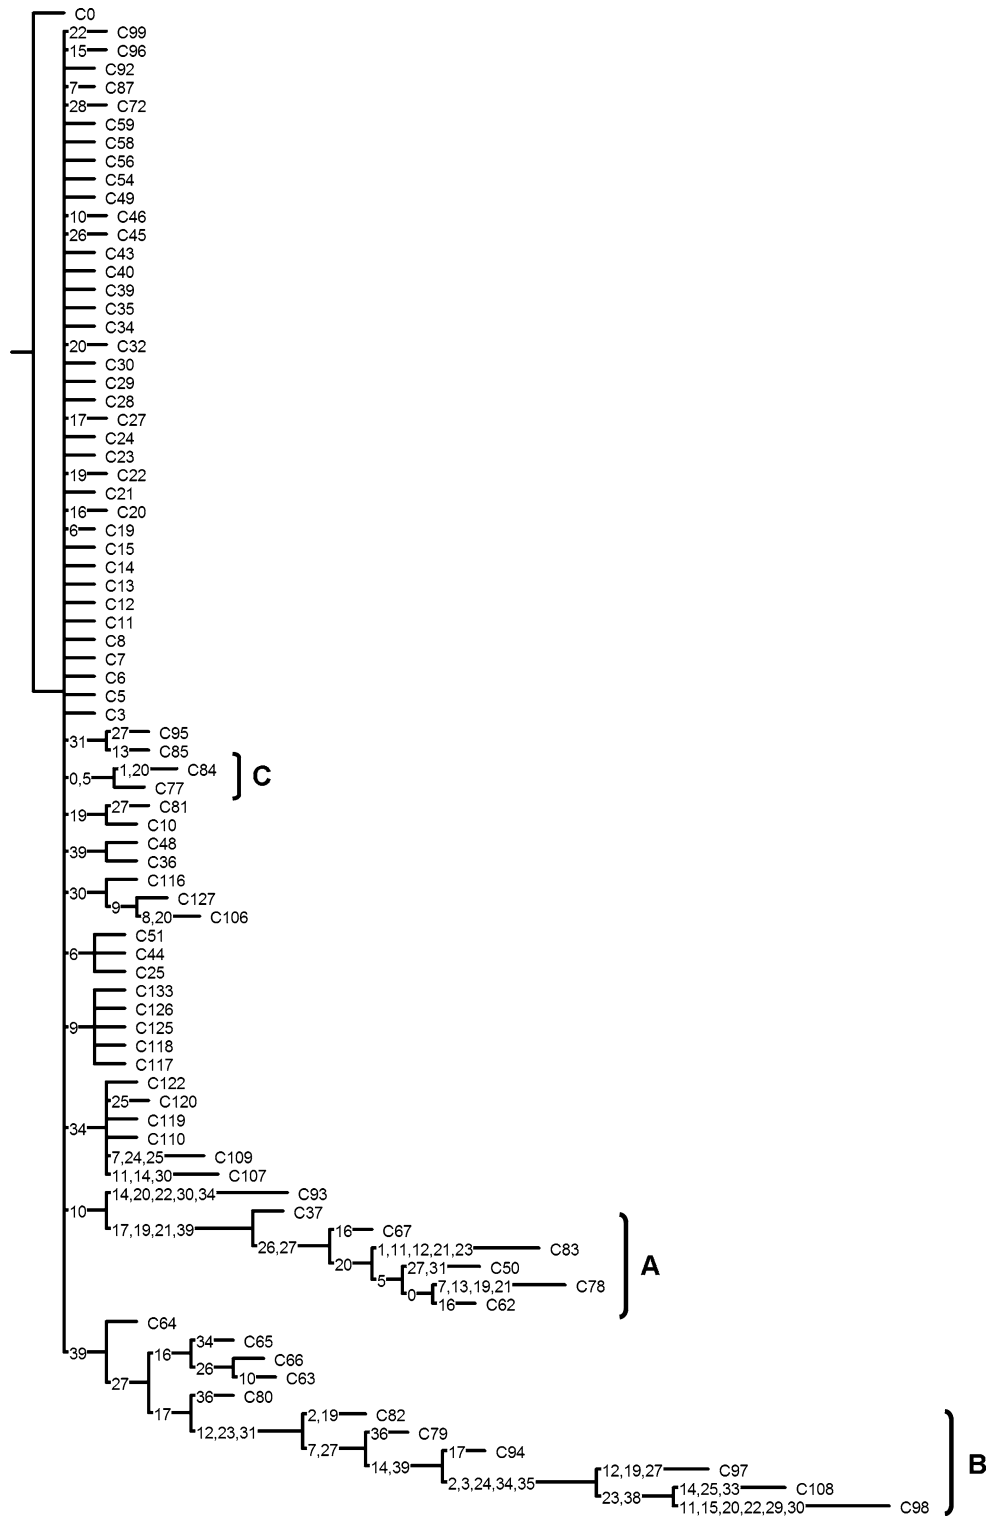 C0
22 C99
15 C96
C92
7 C87
28 C72
C59
C58
C56
C54
C49
10 C46
26 C45
C43
C40
C39
C35
C34
20 C32
C30
C29
C28
17 C27
C24
C23
19 C22
C21
16 C20
6 C19
C15
C14
C13
C12
C11
C8
C7
C6
C5
C3
27 C95
31
13 C85
1,20 C84
0,5 C
C77
27 C81
19
C10
C48
39
C36
C116
30
C127
9
8,20 C106
C51
6 C44
C25
C133
C126
9 C125
C118
C117
C122
25 C120
C119
34
C110
7,24,25 C109
11,14,30 C107
14,20,22,30,34 C93
10
C37
17,19,21,39
16 C67
26,27
1,11,12,21,23 C83
20
27,31 C50
A
5
7,13,19,21 C78
0
16 C62
C64
34 C65
39
16
C66
26
10 C63
27
36 C80
17
2,19 C82
12,23,31
36 C79
7,27
17 C94
14,39
B
12,19,27 C97
2,3,24,34,35
14,25,33 C108
23,38
11,15,20,22,29,30 C98